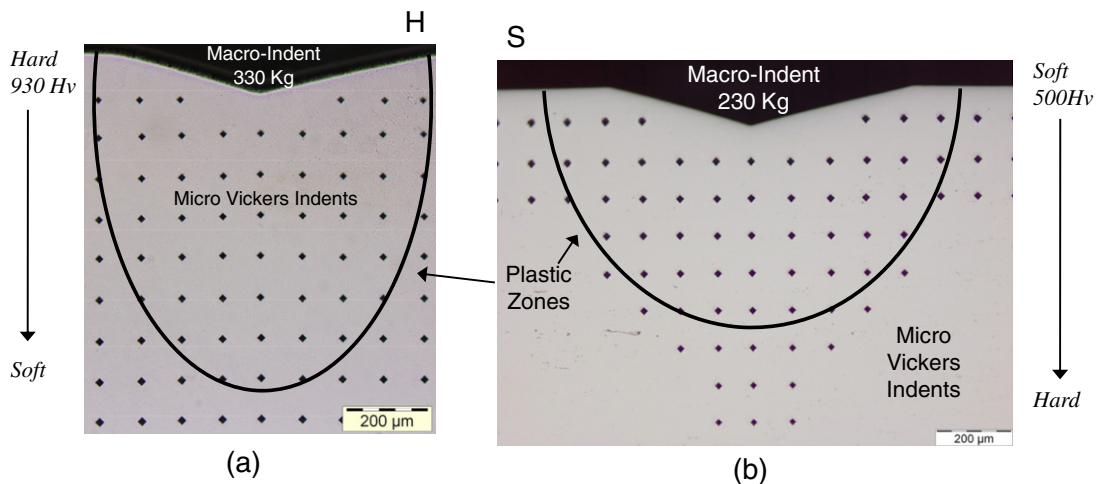 H
Hard
930 Hv
Soft
Macro-Indent
330 Kg
Micro Vickers Indents
200 µm
(a)
Plastic
Zones
S
Macro-Indent
230 Kg
Micro
Vickers
Indents
200 µm
(b)
Soft
500Hv
Hard